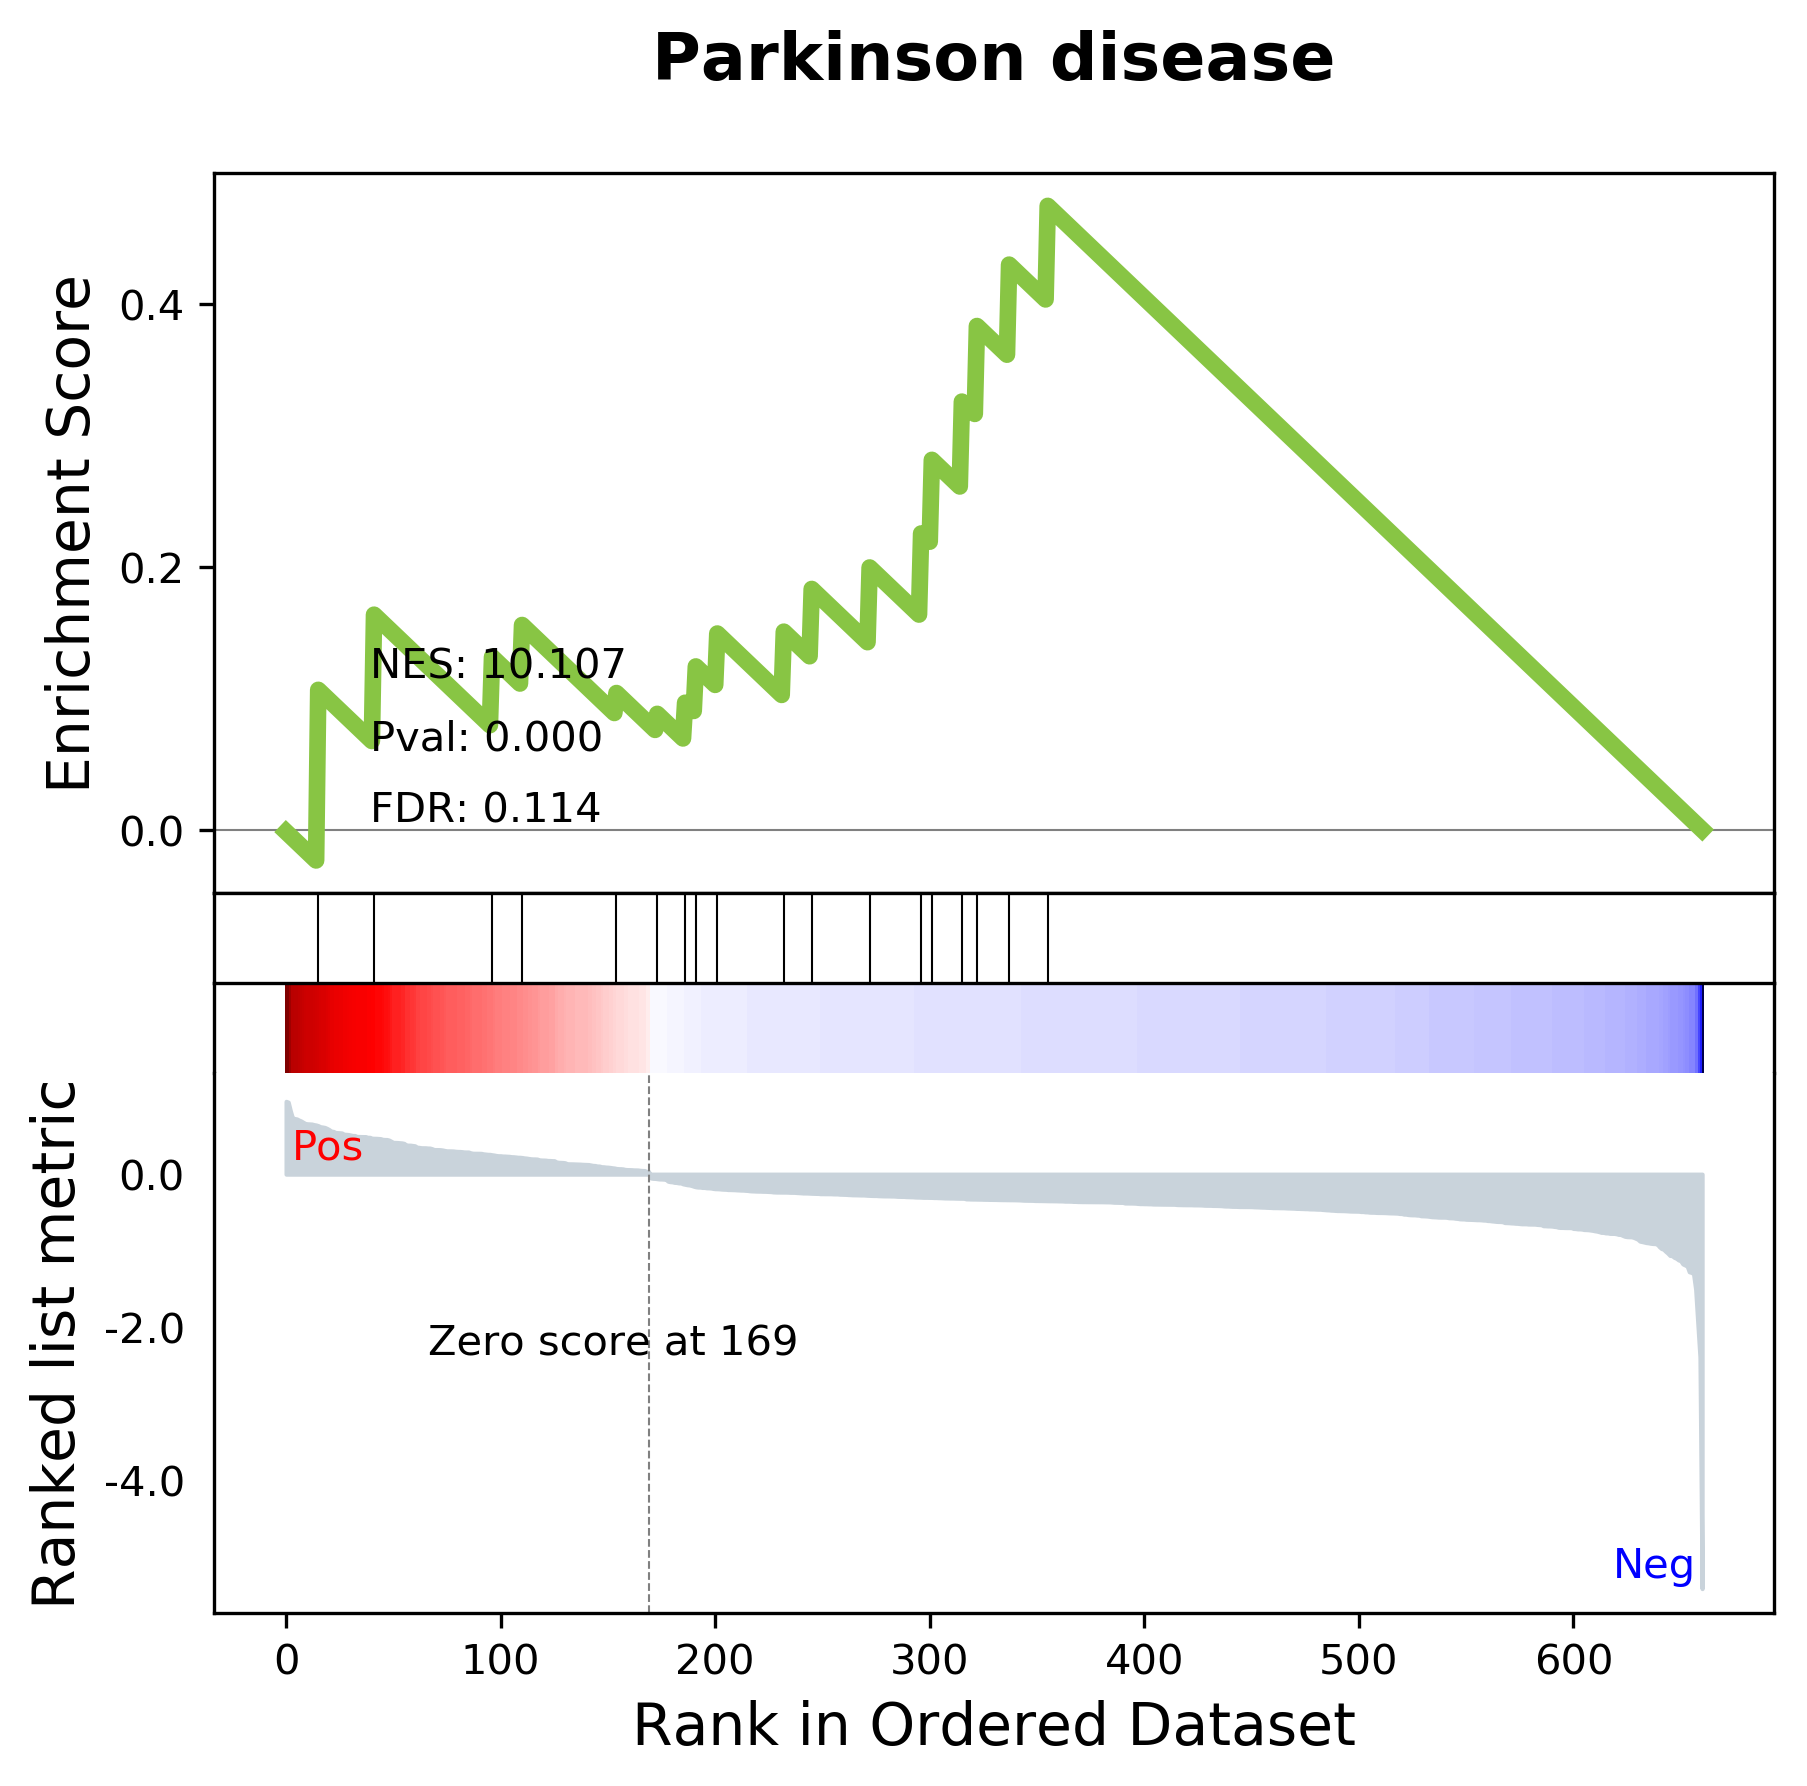 Parkinson disease
Enrichment Score
0.4
0.2
0.0
NES: 10.107
Pval: 0.000
FDR: 0.114
Ranked list metric
0.0
-2.0
-4.0
Pos
Zero score at 169
Neg
0 100 200 300 400 500 600
Rank in Ordered Dataset